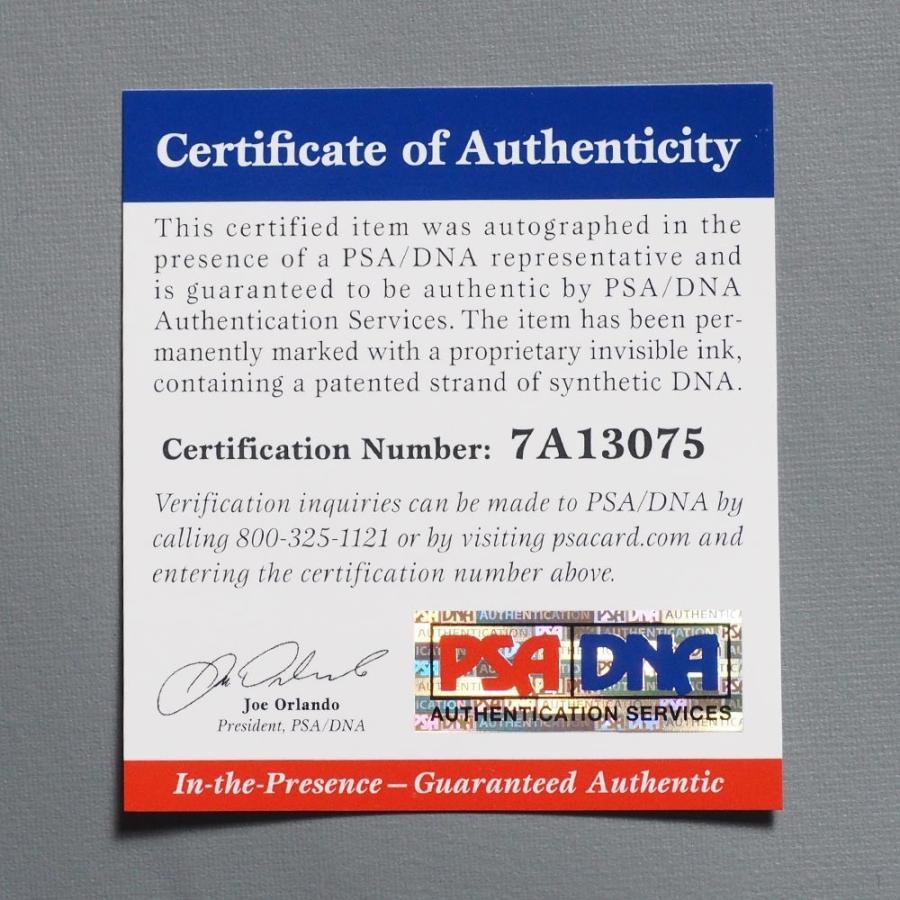 Certificate of Authenticity
This certified item was autographed in the
presence of a PSA/DNA representative and
is guaranteed to be authentic by PSA/DNA
Authentication Services. The item has been per-
manently marked with a proprietary invisible ink,
containing a patented strand of synthetic DNA.
Certification Number: 7A13075
Verification inquiries can be made to PSA/DNA by
calling 800-325-1121 or by visiting psacard.com and
entering the certification number above.
Joe Orlando
President, PSA/DNA
PSA DNA
AUTHENTICATION SERVICES
In-the-Presence – Guaranteed Authentic